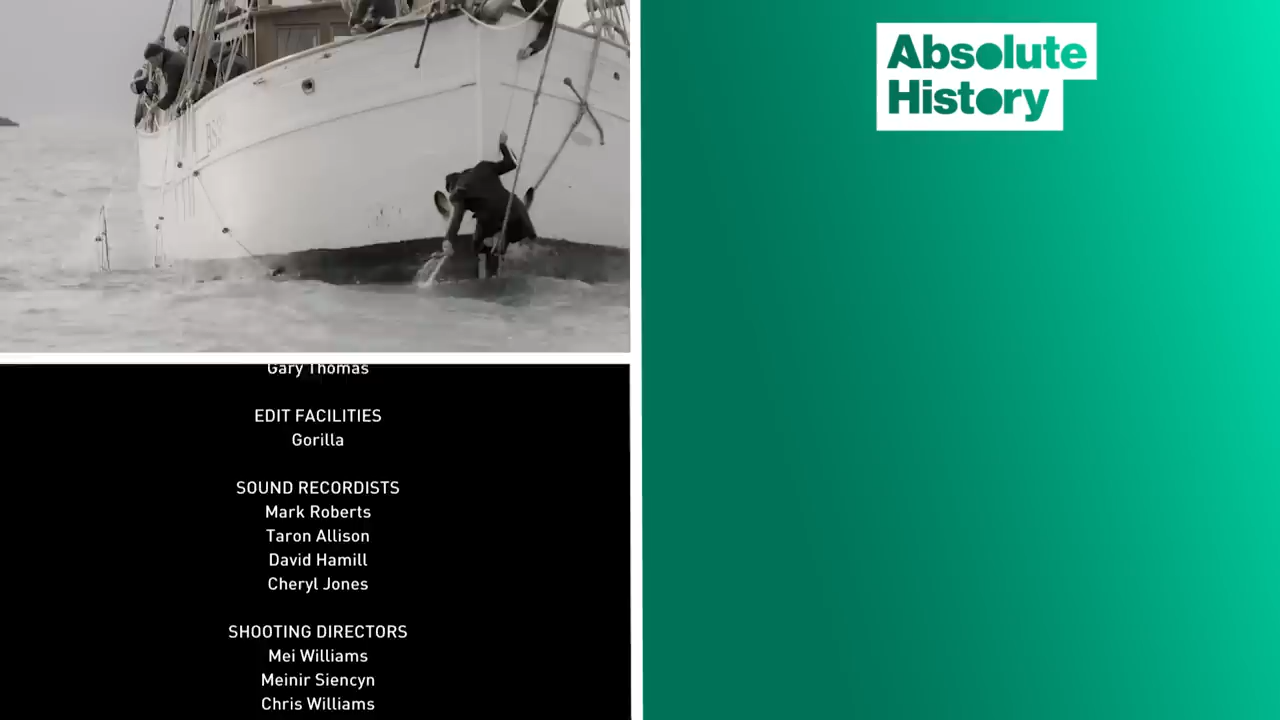 Absolute
History
Gary Thomas
EDIT FACILITIES
Gorilla
SOUND RECORDISTS
Mark Roberts
Taron Allison
David Hamill
Cheryl Jones
SHOOTING DIRECTORS
Mei Williams
Meinir Siencyn
Chris Williams